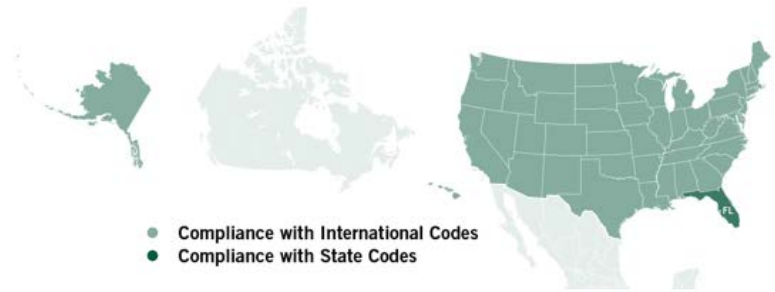 FL
Compliance with International Codes
Compliance with State Codes